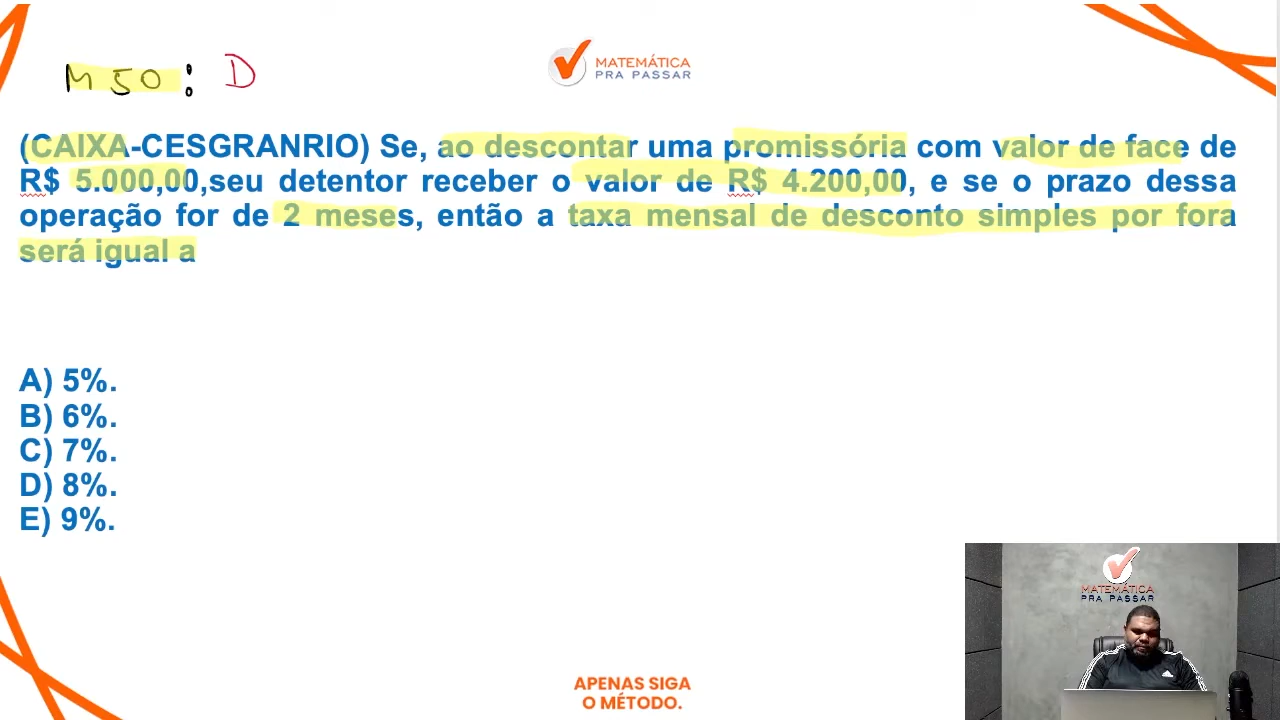 M 50 : D
MATEMÁTICA
PRA PASSAR
(CAIXA-CESGRANRIO) Se, ao descontar uma promissória com valor de face de
R$ 5.000,00,seu detentor receber o valor de R$ 4.200,00, e se o prazo dessa
operação for de 2 meses, então a taxa mensal de desconto simples por fora
será igual a
A) 5%.
B) 6%.
C) 7%.
D) 8%.
E) 9%.
MATEMÁTICA
PRA PASSAR
APENAS SIGA
O MÉTODO.